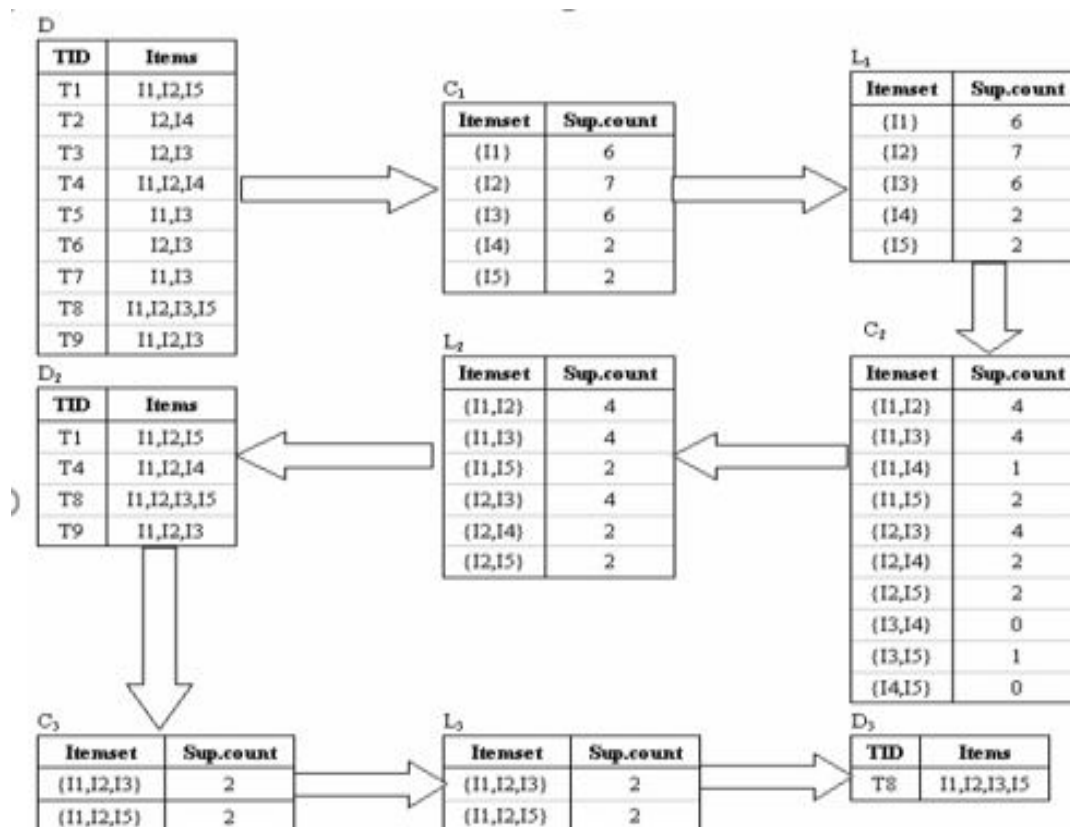 D
TID Items
T1 I1,I2,I5
T2 I2,I4
T3 I2,I3
T4 I1,I2,I4
T5 I1,I3
T6 I2,I3
T7 I1,I3
T8 I1,I2,I3,I5
T9 I1,I2,I3
C1
Itemset Sup.count
{I1} 6
{I2} 7
{I3} 6
{I4} 2
{I5} 2
L1
Itemset Sup.count
{I1} 6
{I2} 7
{I3} 6
{I4} 2
{I5} 2
C2
Itemset Sup.count
{I1,I2} 4
{I1,I3} 4
{I1,I4} 1
{I1,I5} 2
{I2,I3} 4
{I2,I4} 2
{I2,I5} 2
{I3,I4} 0
{I3,I5} 1
{I4,I5} 0
L2
Itemset Sup.count
{I1,I2} 4
{I1,I3} 4
{I1,I5} 2
{I2,I3} 4
{I2,I4} 2
{I2,I5} 2
D2
TID Items
T1 I1,I2,I5
T4 I1,I2,I4
T8 I1,I2,I3,I5
T9 I1,I2,I3
C3
Itemset Sup.count
{I1,I2,I3} 2
{I1,I2,I5} 2
L3
Itemset Sup.count
{I1,I2,I3} 2
{I1,I2,I5} 2
D3
TID Items
T8 I1,I2,I3,I5